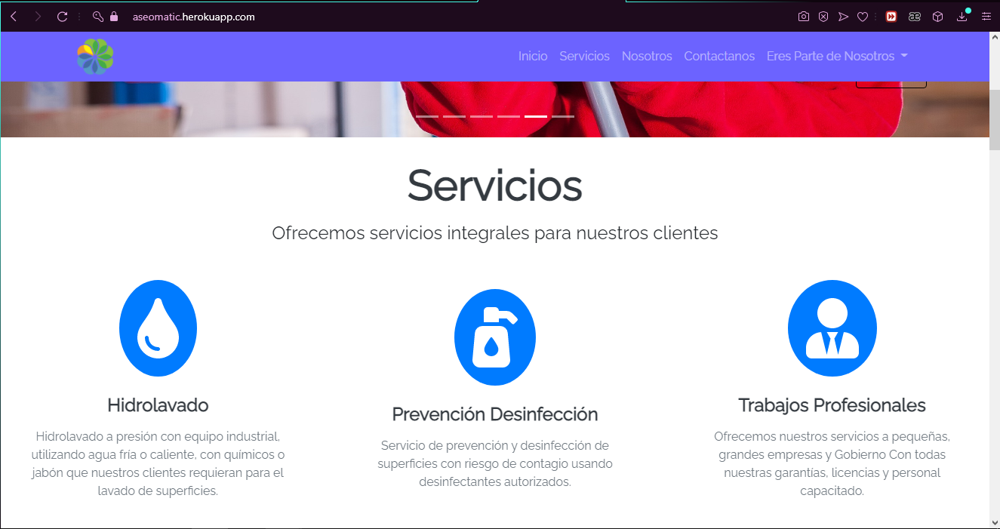 aseomatic.herokuapp.com
Inicio Servicios Nosotros Contactanos Eres Parte de Nosotros
Servicios
Ofrecemos servicios integrales para nuestros clientes
Hidrolavado
Hidrolavado a presión con equipo industrial,
utilizando agua fría o caliente, con químicos o
jabón que nuestros clientes requieran para el
lavado de superficies.
Prevención Desinfección
Servicio de prevención y desinfección de
superficies con riesgo de contagio usando
desinfectantes autorizados.
Trabajos Profesionales
Ofrecemos nuestros servicios a pequeñas,
grandes empresas y Gobierno Con todas
nuestras garantías, licencias y personal
capacitado.